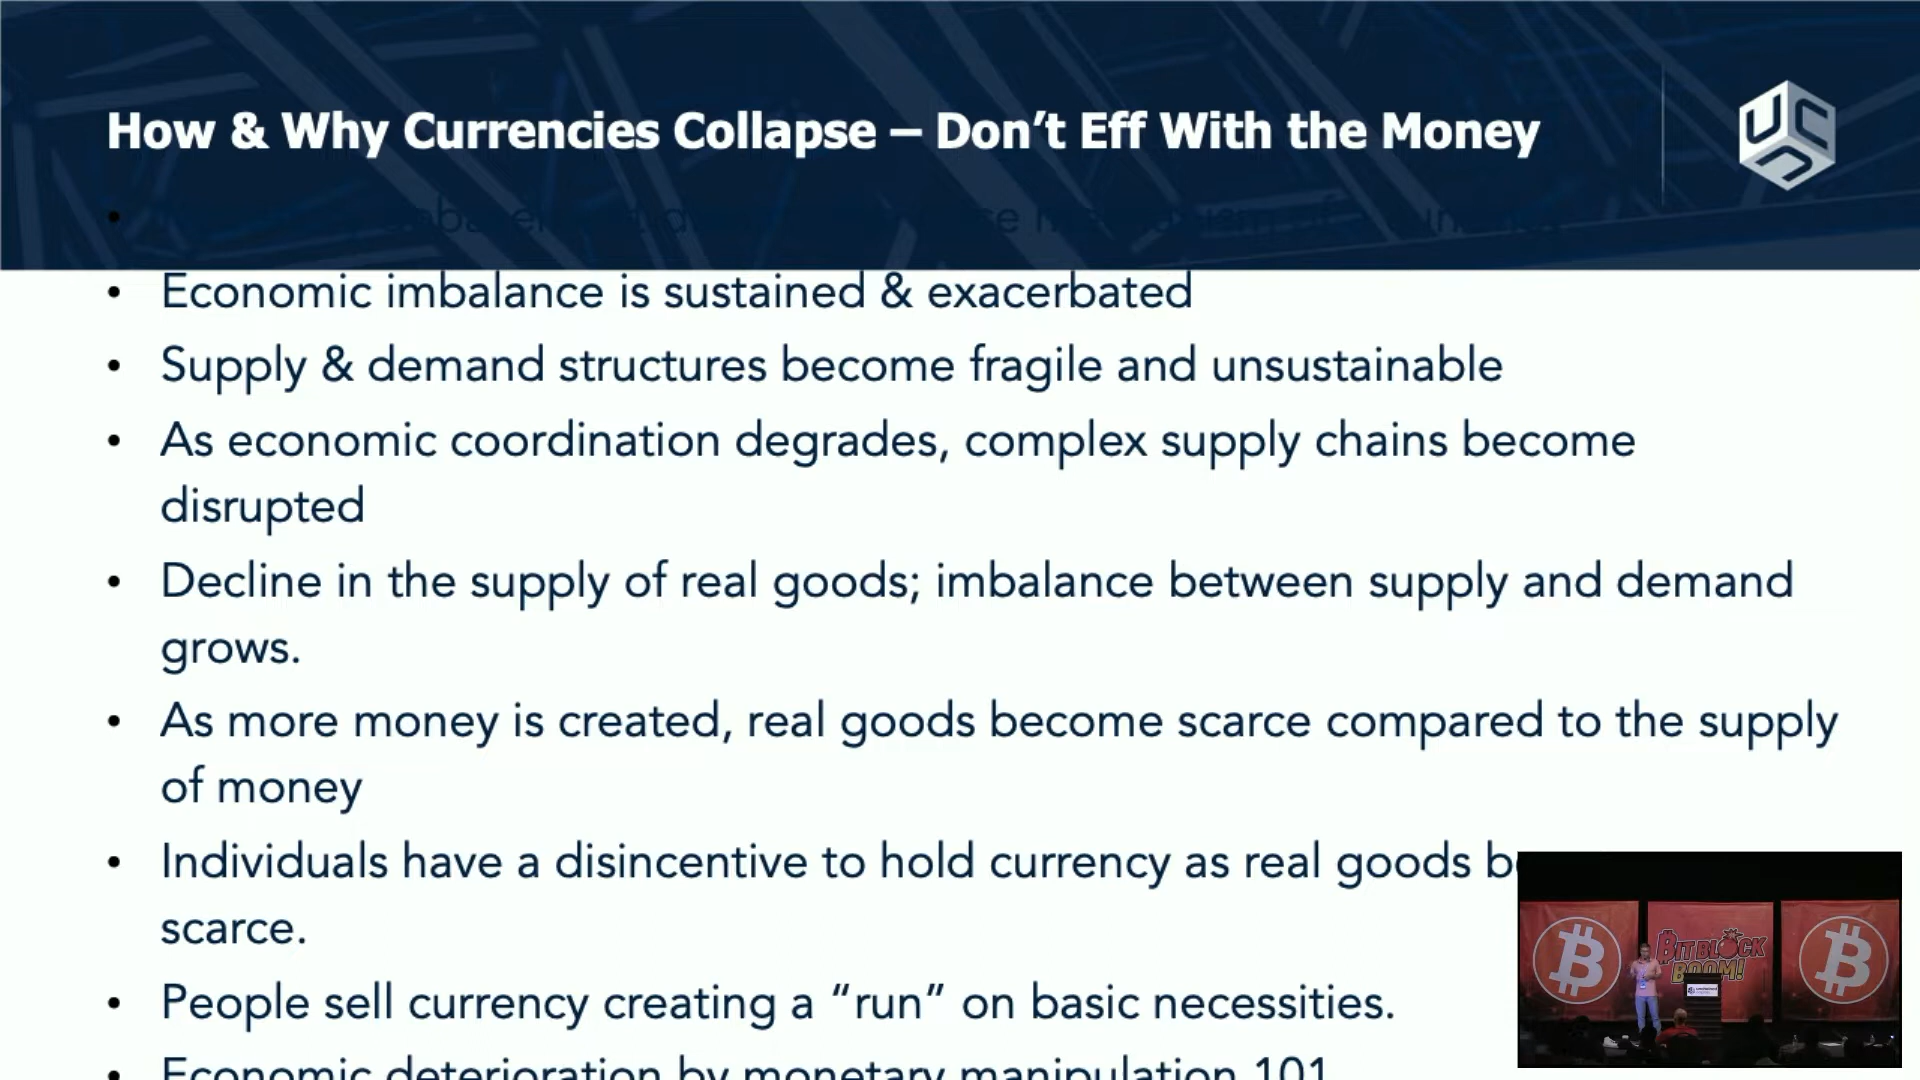 How & Why Currencies Collapse – Don’t Eff With the Money
UC
• Economic imbalance is sustained & exacerbated
• Supply & demand structures become fragile and unsustainable
• As economic coordination degrades, complex supply chains become
disrupted
• Decline in the supply of real goods; imbalance between supply and demand
grows.
• As more money is created, real goods become scarce compared to the supply
of money
• Individuals have a disincentive to hold currency as real goods
scarce.
• People sell currency creating a “run” on basic necessities.
• Economic deterioration by monetary manipulation 101
BITBLOCK
BOOM!